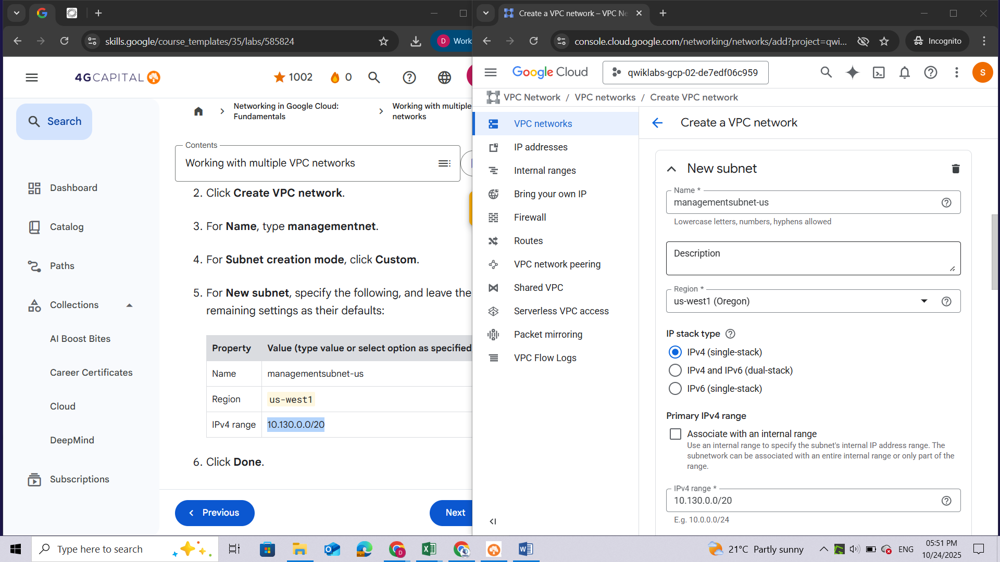 skills.google/course_templates/35/labs/585824
D Work
4GCAPITAL
1002
0
Search
Dashboard
Catalog
Paths
Collections
AI Boost Bites
Career Certificates
Cloud
DeepMind
Subscriptions
Networking in Google Cloud: Fundamentals
Working with multiple
networks
Contents
Working with multiple VPC networks
2. Click Create VPC network.
3. For Name, type managementnet.
4. For Subnet creation mode, click Custom.
5. For New subnet, specify the following, and leave the
remaining settings as their defaults:
Property Value (type value or select option as specified
Name managementsubnet-us
Region us-west1
IPv4 range 10.130.0.0/20
6. Click Done.
Previous
Next
Create a VPC network – VPC Ne
console.cloud.google.com/networking/networks/add?project=qwi...
Incognito
Google Cloud
qwiklabs-gcp-02-de7edf06c959
S
VPC Network / VPC networks / Create VPC network
VPC networks
IP addresses
Internal ranges
Bring your own IP
Firewall
Routes
VPC network peering
Shared VPC
Serverless VPC access
Packet mirroring
VPC Flow Logs
Create a VPC network
New subnet
Name *
managementsubnet-us
Lowercase letters, numbers, hyphens allowed
Description
Region *
us-west1 (Oregon)
IP stack type
IPv4 (single-stack)
IPv4 and IPv6 (dual-stack)
IPv6 (single-stack)
Primary IPv4 range
Associate with an internal range
Use an internal range to specify the subnet's internal IP address range. The
subnetwork can be associated with an entire internal range or only part of the
range.
IPv4 range *
10.130.0.0/20
E.g. 10.0.0.0/24
Type here to search
21°C Partly sunny
ENG
05:51 PM
10/24/2025